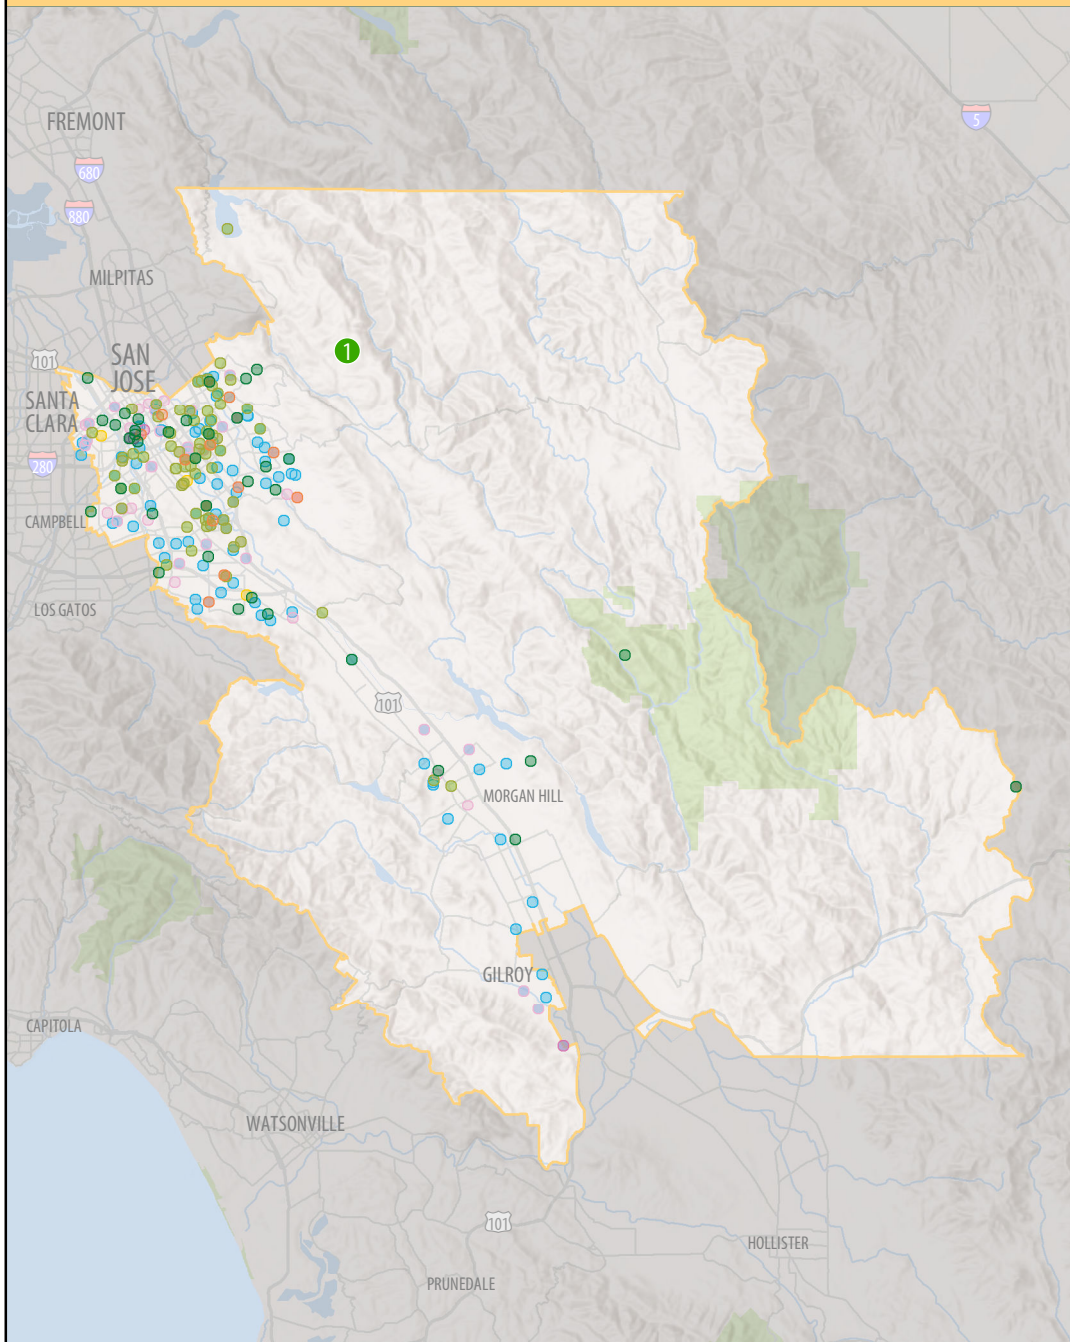 FREMONT
5
680
880
MILPITAS
1
101
SAN
JOSE
SANTA
CLARA
280
CAMPBELL
LOS GATOS
101
MORGAN HILL
GILROY
CAPITOLA
WATSONVILLE
101
HOLLISTER
PRUNEDALE